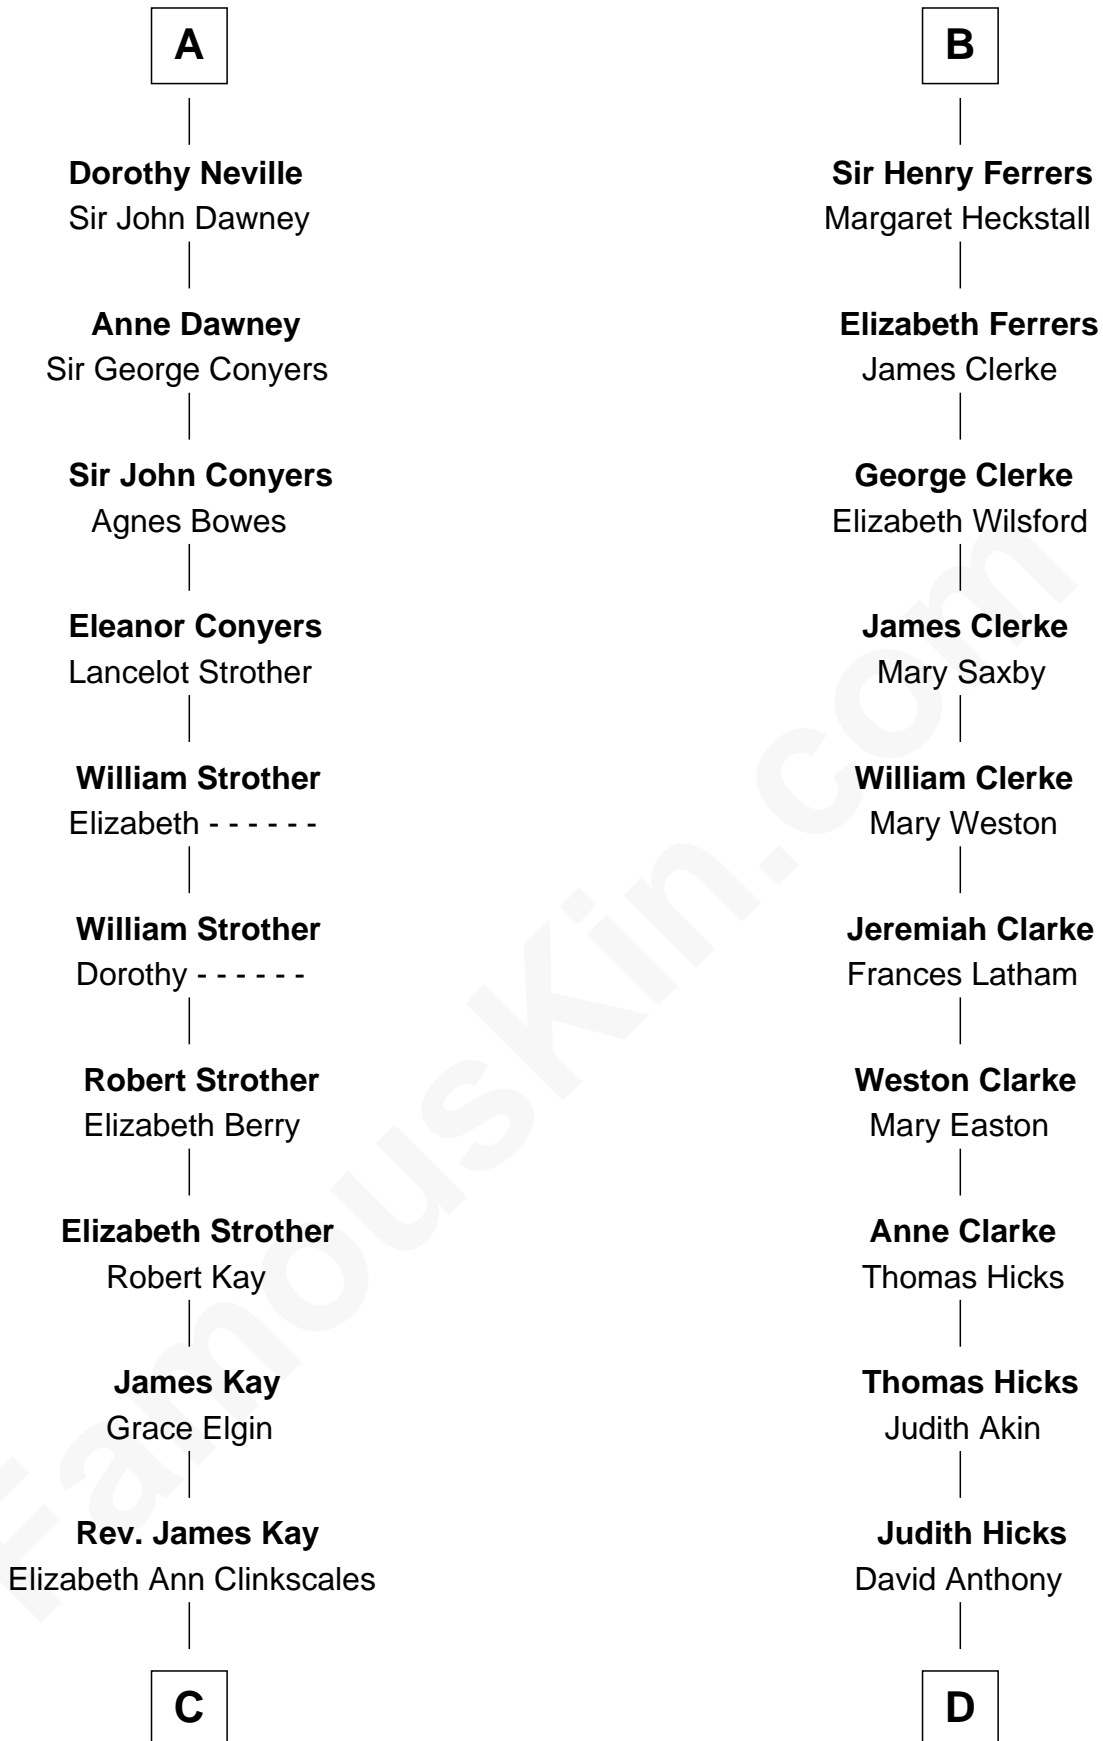 A
Dorothy Neville
Sir John Dawney
Anne Dawney
Sir George Conyers
Sir John Conyers
Agnes Bowes
Eleanor Conyers
Lancelot Strother
William Strother
Elizabeth - - - - - -
William Strother
Dorothy - - - - - -
Robert Strother
Elizabeth Berry
Elizabeth Strother
Robert Kay
James Kay
Grace Elgin
Rev. James Kay
Elizabeth Ann Clinkscales
C
B
Sir Henry Ferrers
Margaret Heckstall
Elizabeth Ferrers
James Clerke
George Clerke
Elizabeth Wilsford
James Clerke
Mary Saxby
William Clerke
Mary Weston
Jeremiah Clarke
Frances Latham
Weston Clarke
Mary Easton
Anne Clarke
Thomas Hicks
Thomas Hicks
Judith Akin
Judith Hicks
David Anthony
D
FamousKin.com